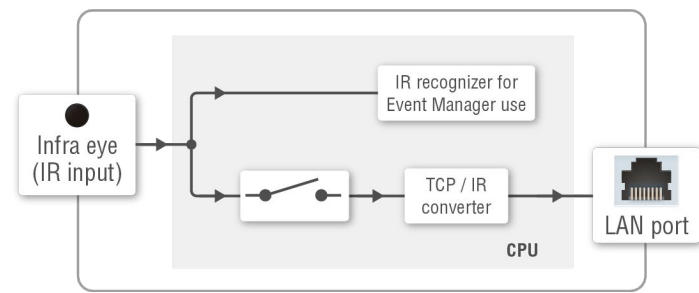 IR recognizer for
Event Manager use
Infra eye
(IR input)
TCP / IR
converter
LAN port
CPU